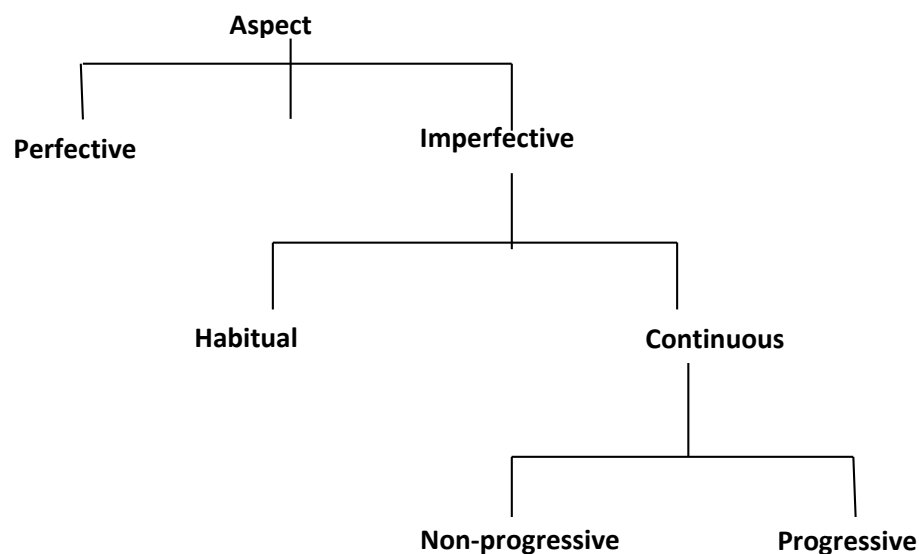 Aspect
Perfective
Imperfective
Habitual
Continuous
Non-progressive
Progressive